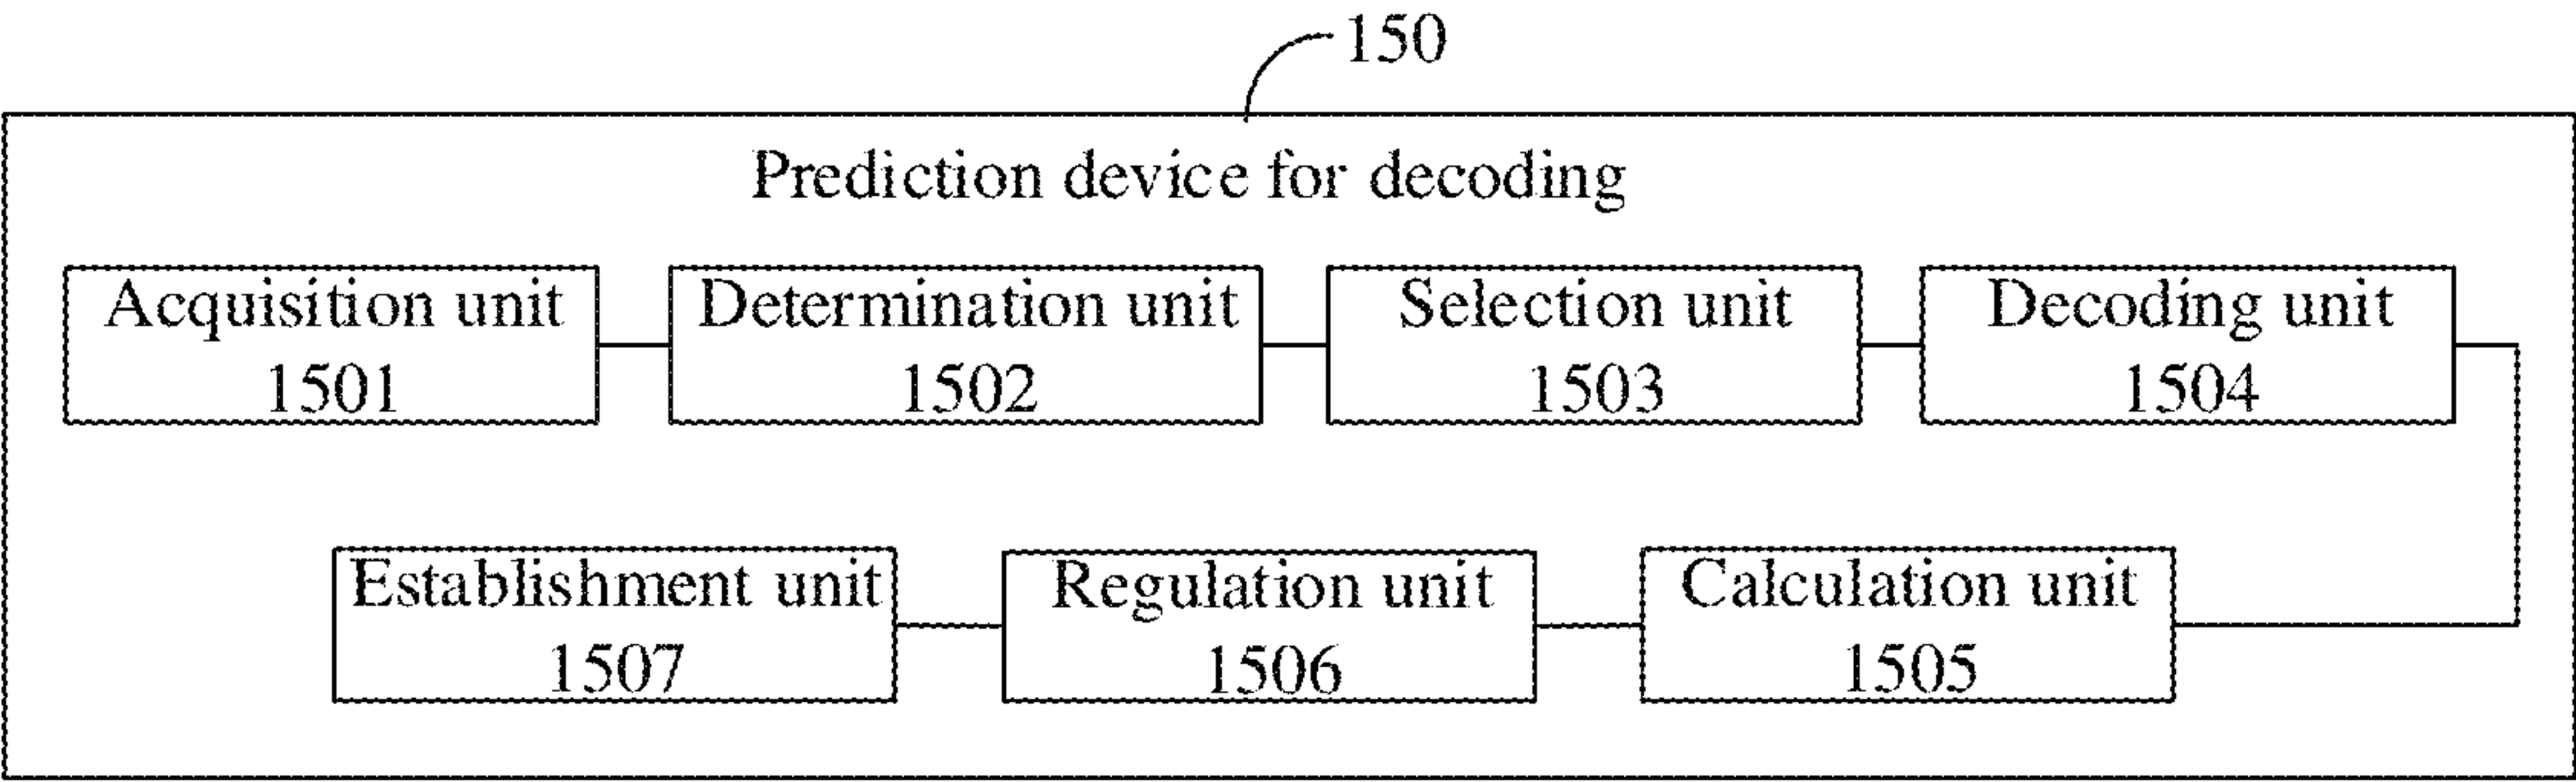 150
Prediction device for decoding
Acquisition unit
1501
Determination unit
1502
Selection unit
1503
Decoding unit
1504
Establishment unit
1507
Regulation unit
1506
Calculation unit
1505